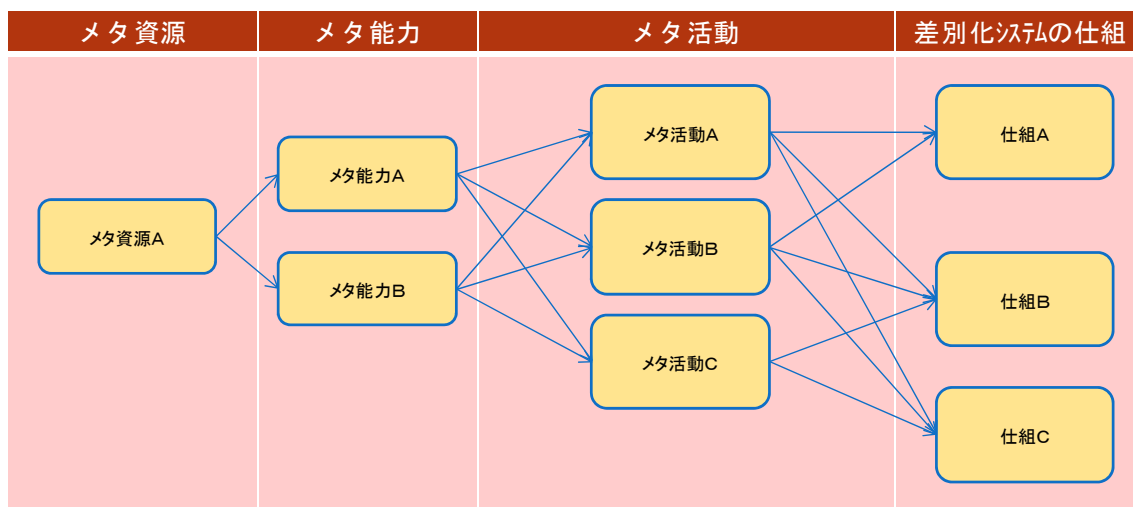 メタ資源
メタ能力
メタ活動
差別化ｼｽﾃﾑの仕組
メタ資源A
メタ能力A
メタ能力B
メタ活動A
メタ活動B
メタ活動C
仕組A
仕組B
仕組C